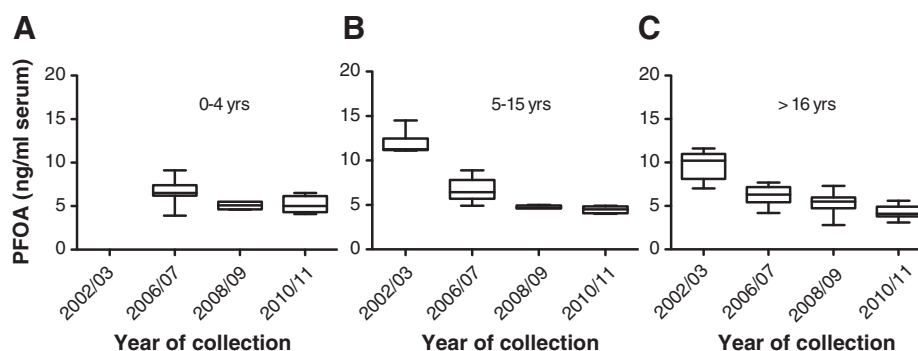 A
B
C
PFOA (ng/ml serum)
20
15
10
5
0
0-4 yrs
2002/03
2006/07
2008/09
2010/11
Year of collection
20
15
10
5
0
5-15 yrs
2002/03
2006/07
2008/09
2010/11
Year of collection
20
15
10
5
0
> 16 yrs
2002/03
2006/07
2008/09
2010/11
Year of collection